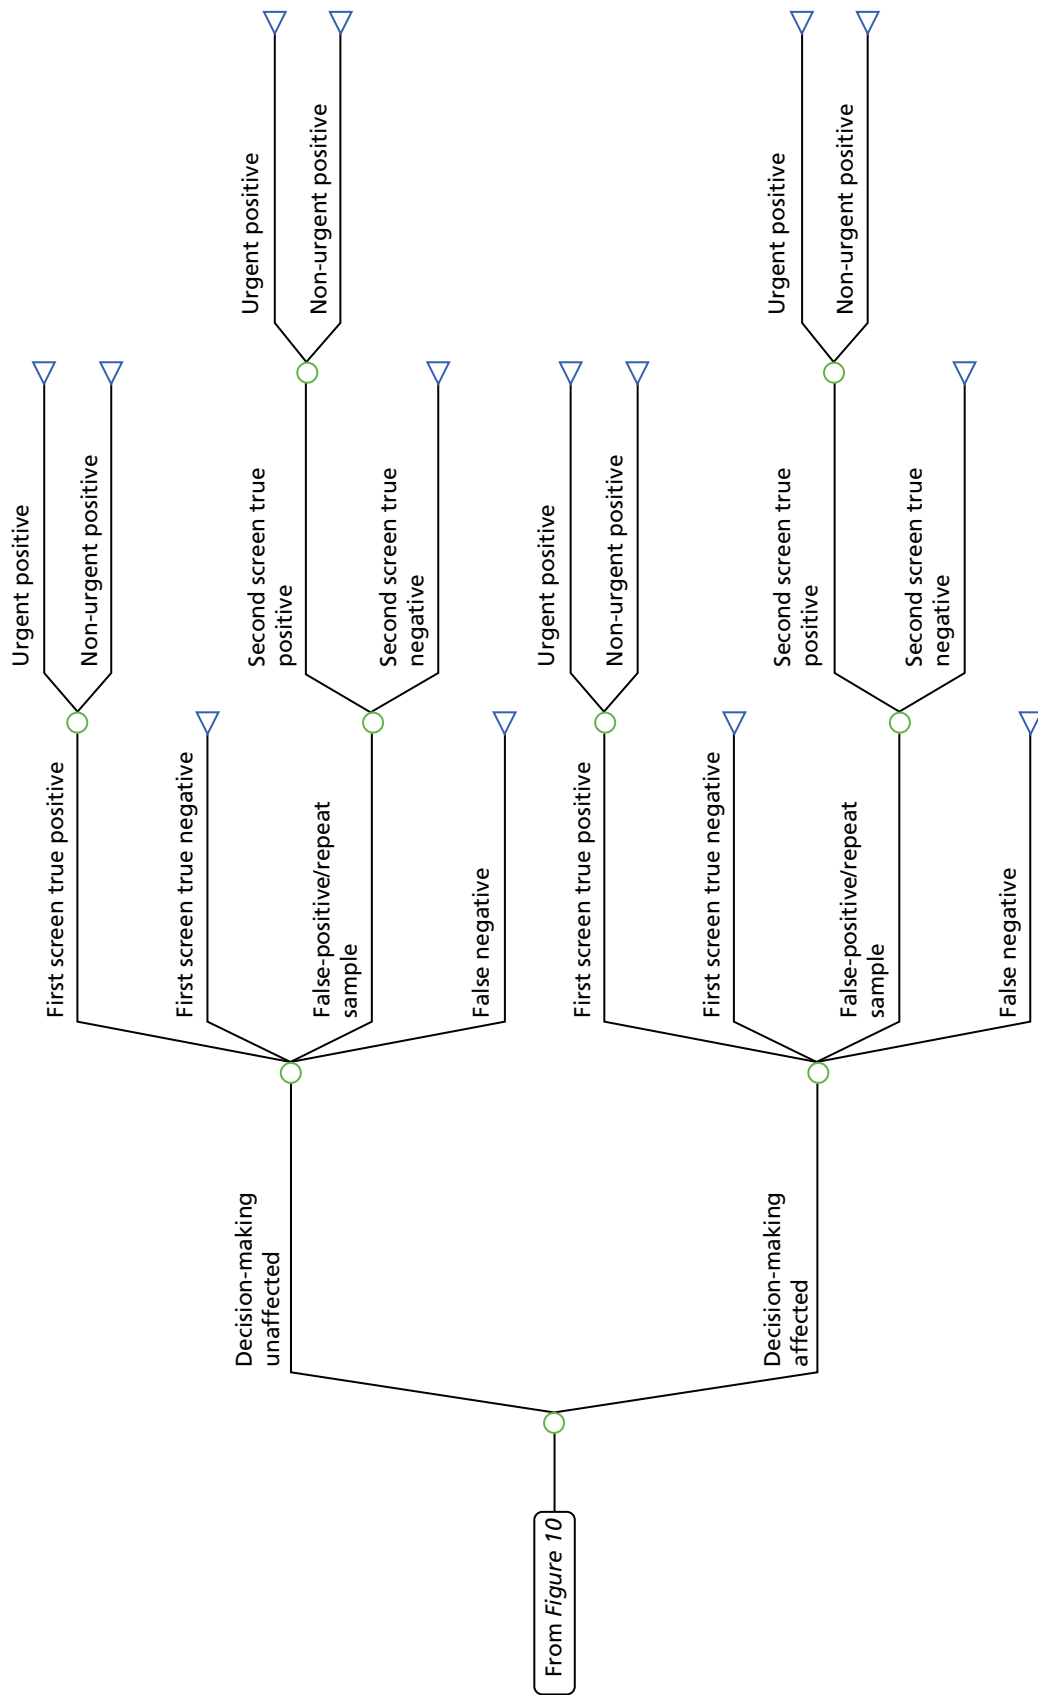 From Figure 10
Decision-making
unaffected
First screen true positive
Urgent positive
Non-urgent positive
First screen true negative
False-positive/repeat
sample
Second screen true
positive
Urgent positive
Non-urgent positive
Second screen true
negative
False negative
Decision-making
affected
First screen true positive
Urgent positive
Non-urgent positive
First screen true negative
False-positive/repeat
sample
Second screen true
positive
Urgent positive
Non-urgent positive
Second screen true
negative
False negative